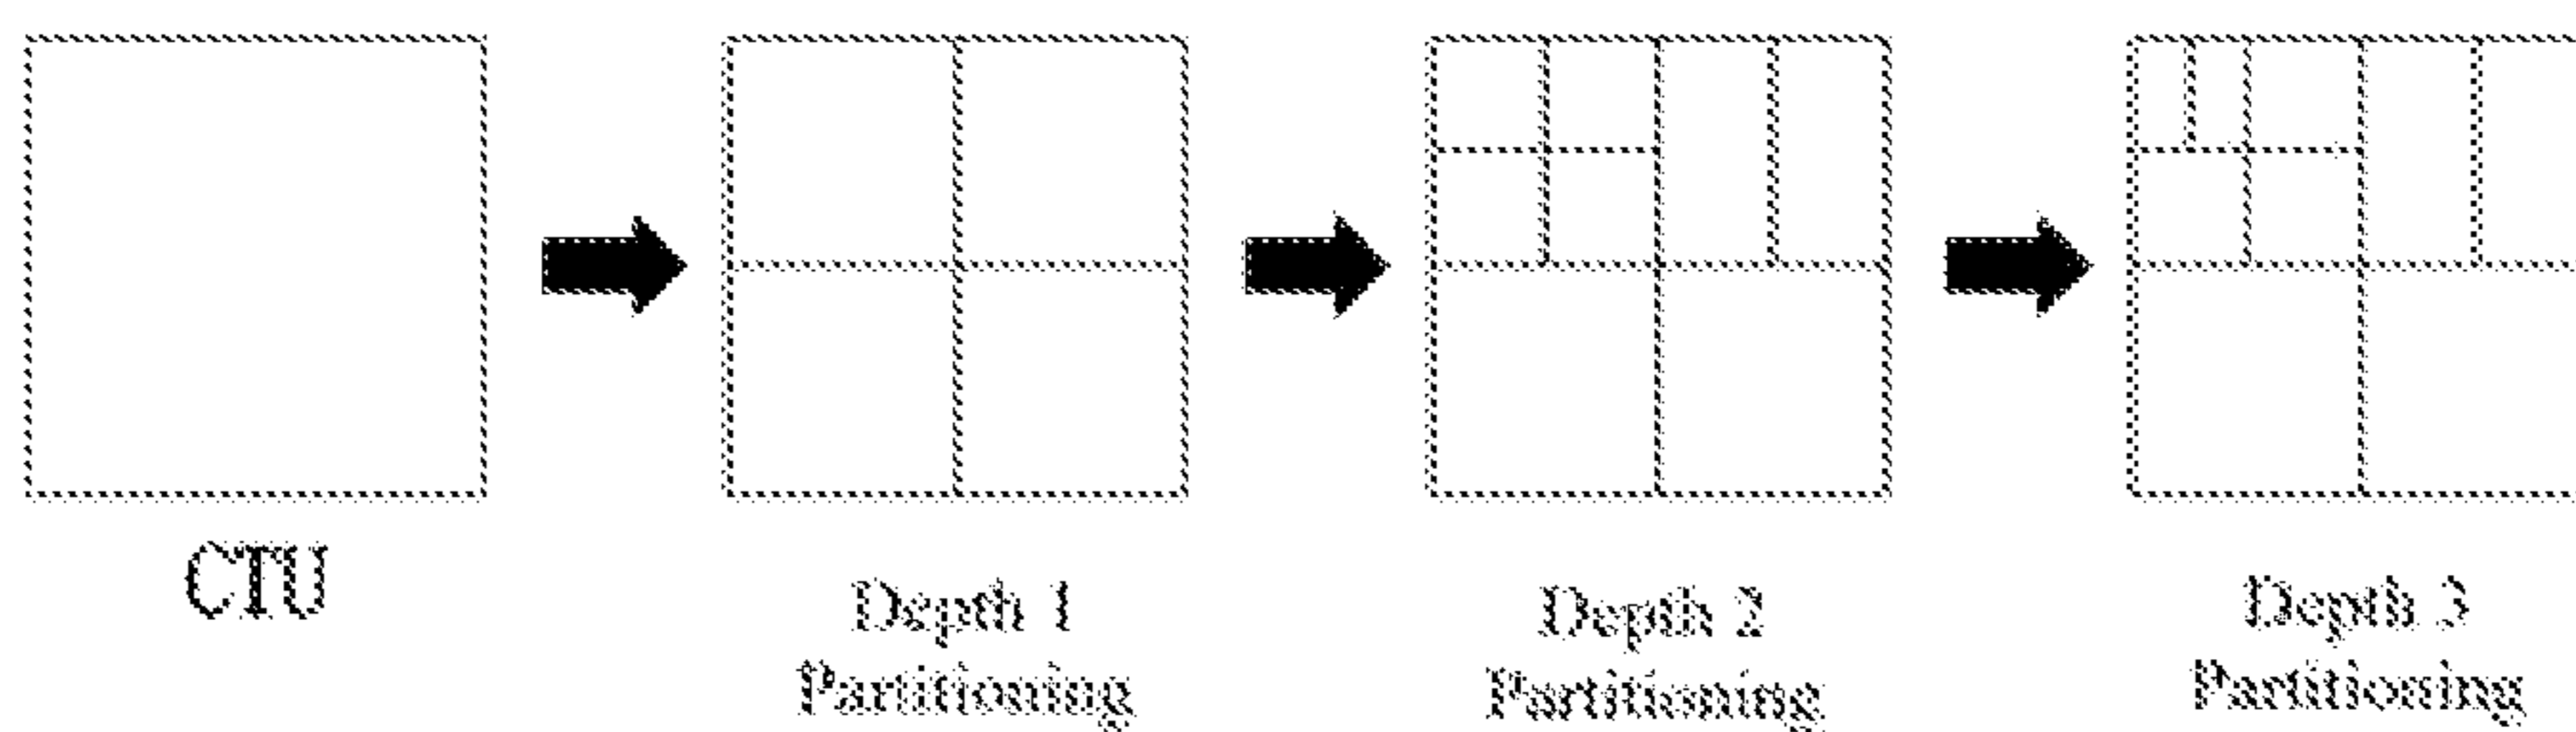 CTU
Depth 1
Partitioning
Depth 2
Partitioning
Depth 3
Partitioning